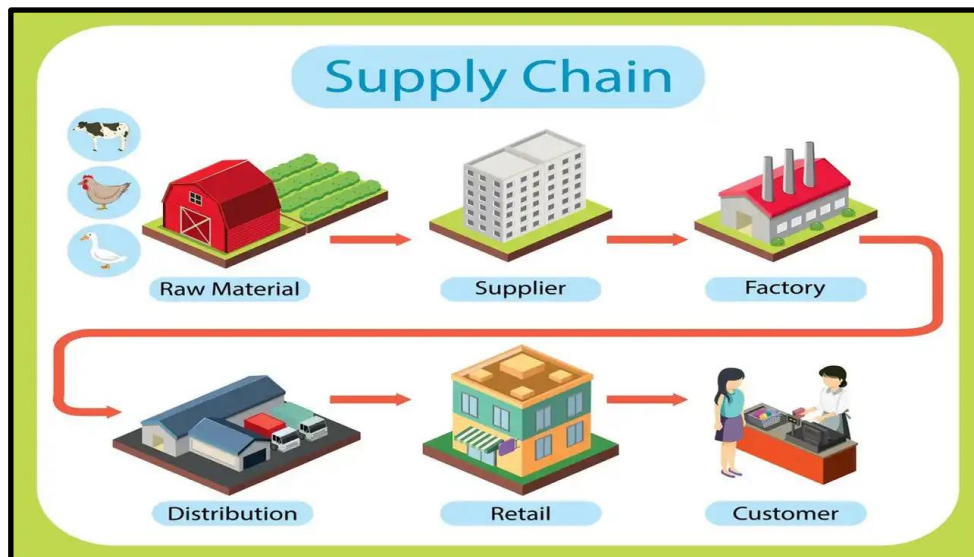 Supply Chain
Raw Material
Supplier
Factory
Distribution
Retail
Customer